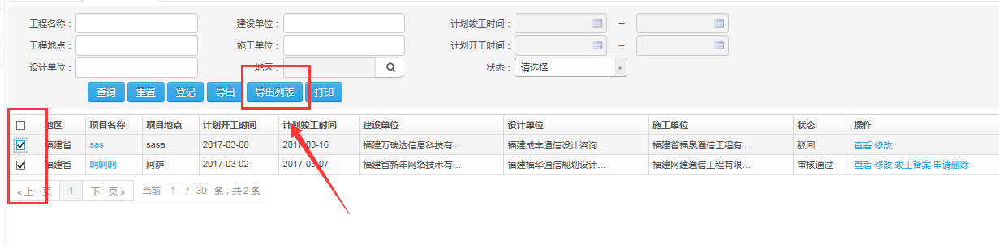 工程名称： 建设单位： 计划竣工时间： --
工程地点： 施工单位： 计划开工时间： --
设计单位： 地区： 状态： 请选择
查询 重置 登记 导出 导出列表 打印
地区 项目名称 项目地点 计划开工时间 计划竣工时间 建设单位 设计单位 施工单位 状态 操作
福建省 sas sasa 2017-03-08 2017-03-16 福建万瑞达信息科技有... 福建成丰通信设计咨询... 福建省福泉通信工程有... 驳回 查看 修改
福建省 啊啊啊 阿萨 2017-03-02 2017-03-07 福建省新年网络技术有... 福建福华通信规划设计... 福建网建通信工程有限... 审核通过 查看 修改 竣工备案 申请删除
« 上一页 1 下一页 » 当前 1 / 30 条，共 2 条